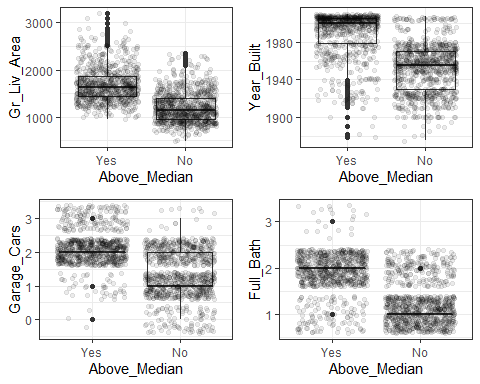 Gr_Liv_Area
3000
2000
1000
Yes
No
Above_Median
Year_Built
1980
1940
1900
Yes
No
Above_Median
Garage_Cars
3
2
1
0
Yes
No
Above_Median
Full_Bath
3
2
1
Yes
No
Above_Median